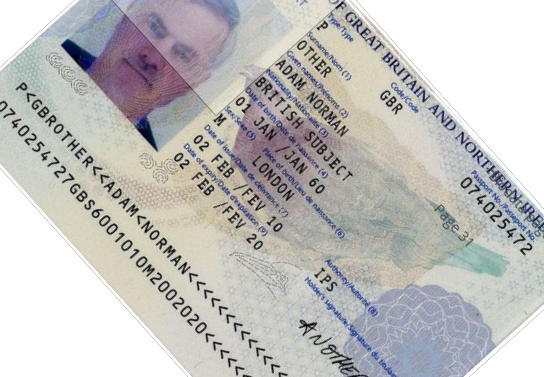 OF GREAT BRITAIN AND NORTHERN IRE
Type/Type
Code/Code
Passport No./Passeport No.
P
GBR
074025472
Surname/Nom (1)
OTHER
Given names/Prénoms (2)
ADAM NORMAN
Nationality/Nationalité (3)
BRITISH SUBJECT
Date of birth/Date de naissance (4)
01 JAN /JAN 60
Sex/Sexe (5)
Place of birth/Lieu de naissance (6)
M
LONDON
Date of issue/Date de délivrance (7)
02 FEB /FEV 10
Authority/Autorité (8)
IPS
Date of expiry/Date d'expiration (9)
02 FEB /FEV 20
Holder's signature/Signature du titulaire
Page 31
P<GBROTHER<<ADAM<NORMAN<<<<<<<<<<
0740254727GBS6001010M2002020<<<<<